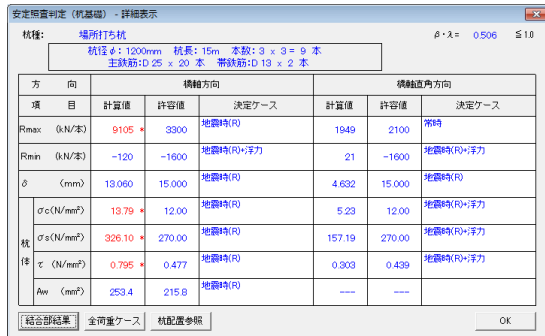 安定照査判定（杭基礎） - 詳細表示
杭種： 場所打ち杭 β・λ= 0.506 ≦1.0
杭径φ：1200mm 杭長：15m 本数：3 x 3 = 9 本
主鉄筋：D 25 x 20 本 帯鉄筋：D 13 x 2 本
方 向 橋軸方向 橋軸直角方向
項 目 計算値 許容値 決定ケース 計算値 許容値 決定ケース
Rmax (kN/本) 9105 * 3300 地震時(R) 1949 2100 常時
Rmin (kN/本) -120 -1600 地震時(R)+浮力 21 -1600 地震時(R)+浮力
δ (mm) 13.060 15.000 地震時(R) 4.632 15.000 地震時(R)
杭体 σc(N/mm²) 13.79 * 12.00 地震時(R) 5.23 12.00 地震時(R)+浮力
σs(N/mm²) 326.10 * 270.00 地震時(R) 157.19 270.00 地震時(R)+浮力
τ (N/mm²) 0.795 * 0.477 地震時(R) 0.303 0.439 地震時(R)+浮力
Aw (mm²) 253.4 215.8 地震時(R) --- ---
結合部結果 全荷重ケース 杭配置参照 OK